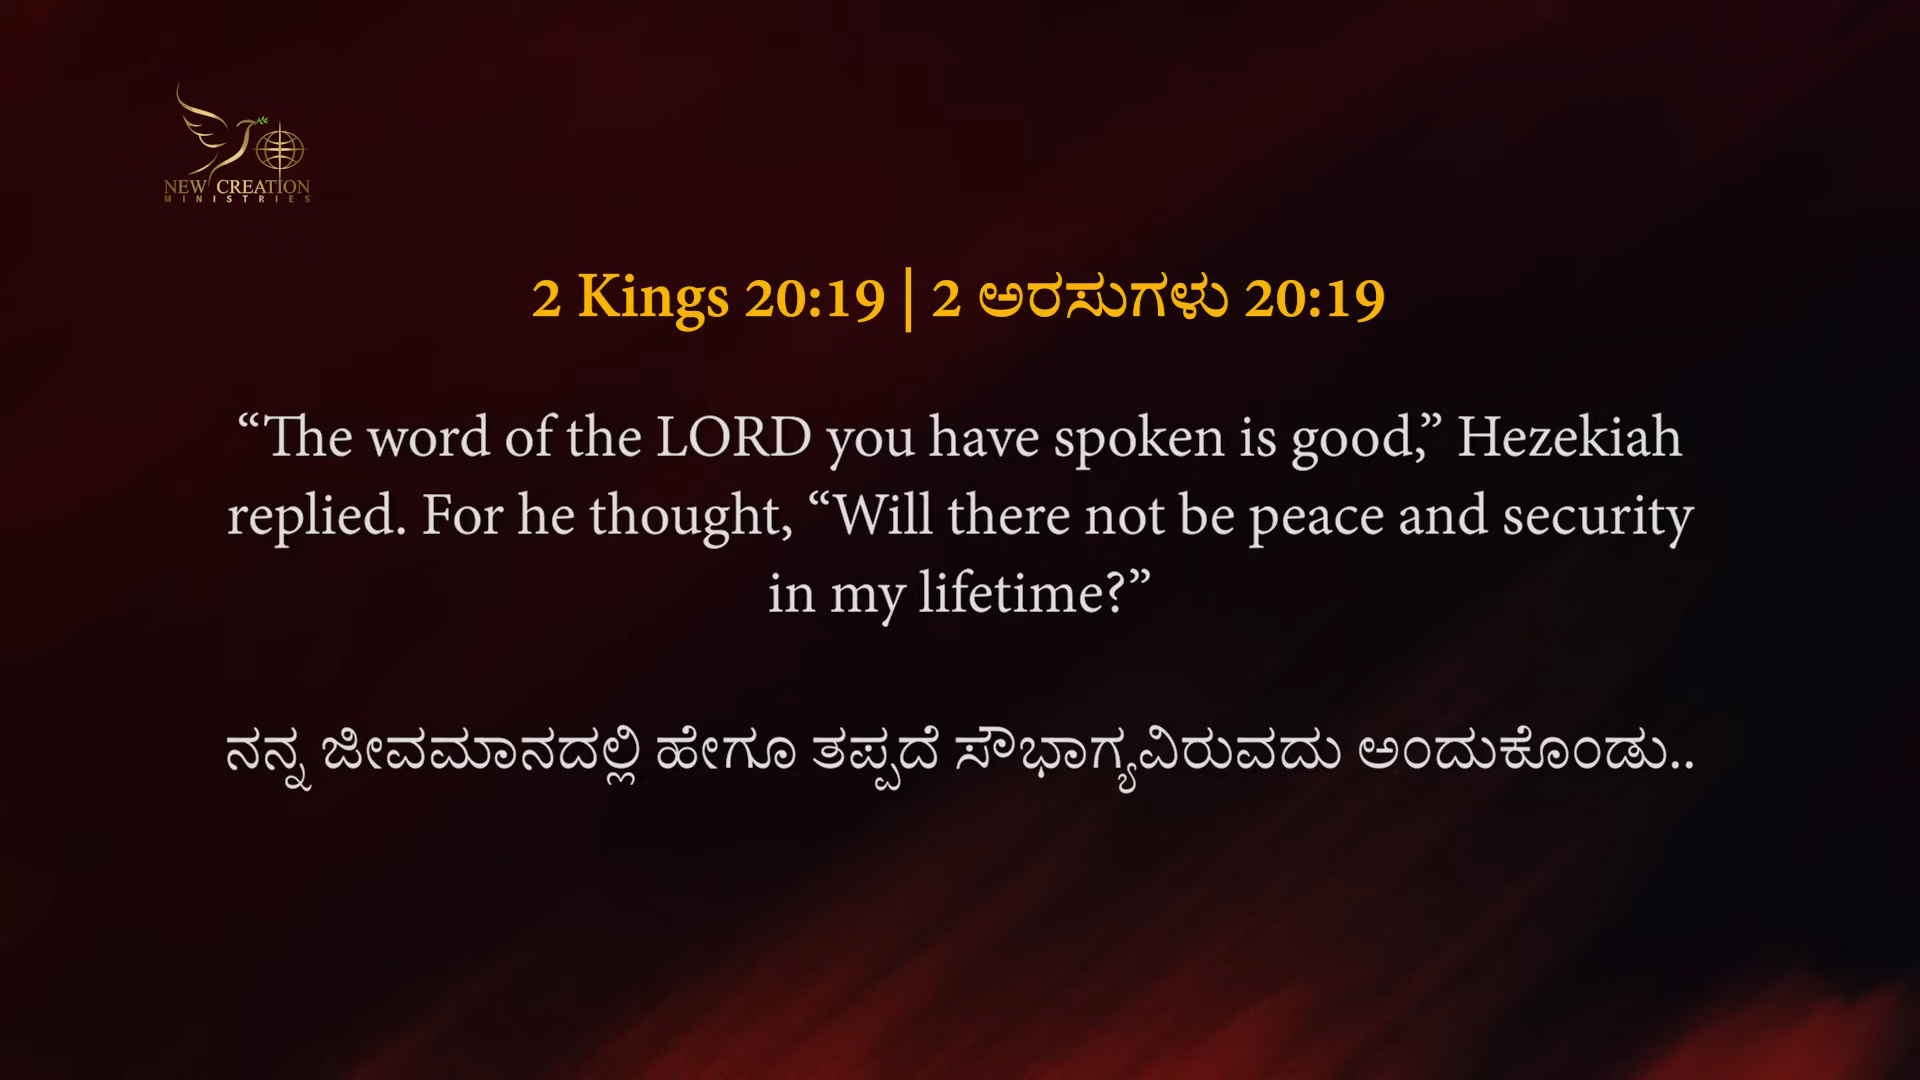 NEW CREATION
MINISTRIES
2 Kings 20:19 | 2 ಅರಸುಗಳು 20:19
“The word of the LORD you have spoken is good,” Hezekiah
replied. For he thought, “Will there not be peace and security
in my lifetime?”
ನನ್ನ ಜೀವಮಾನದಲ್ಲಿ ಹೇಗೂ ತಪ್ಪದೆ ಸೌಭಾಗ್ಯವಿರುವದು ಅಂದುಕೊಂಡು..